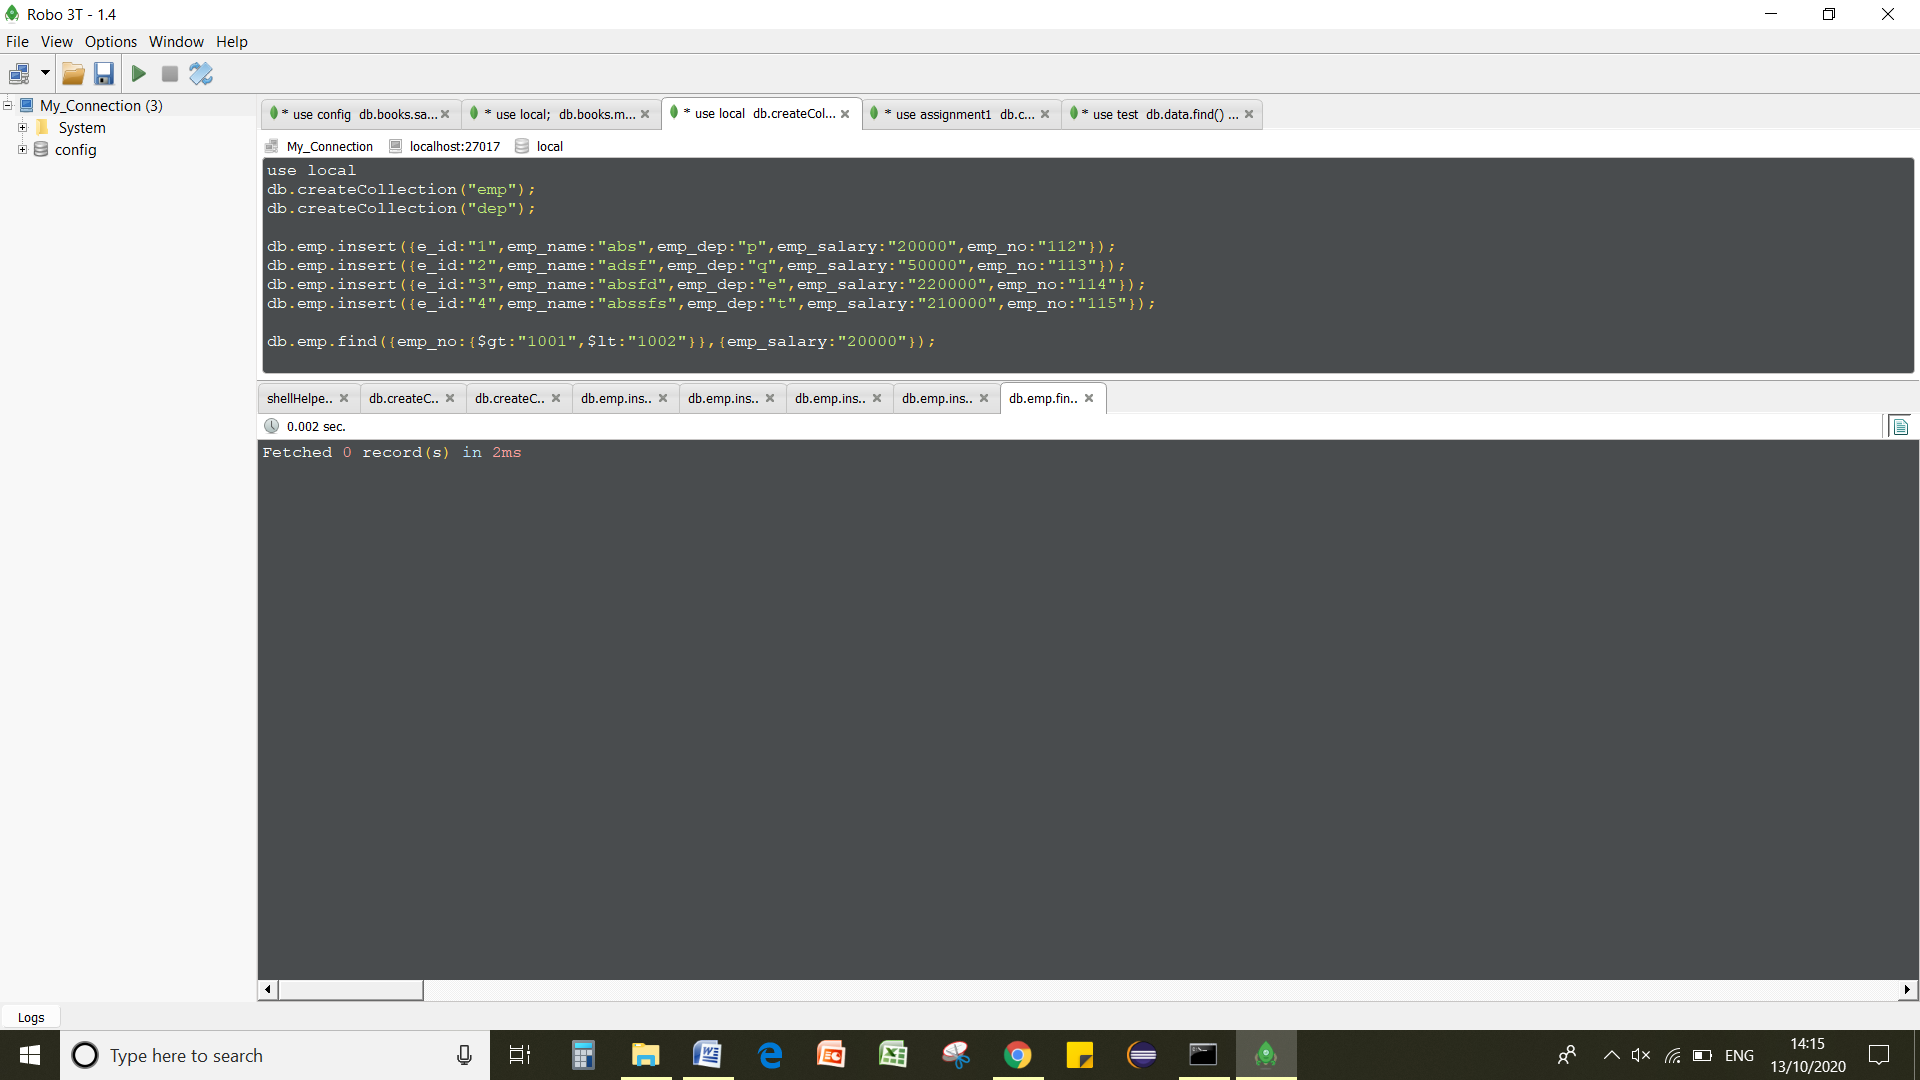 Robo 3T - 1.4
File View Options Window Help
My_Connection (3)
System
config
* use config db.books.sa...
* use local; db.books.m...
* use local db.createCol...
* use assignment1 db.c...
* use test db.data.find() ...
My_Connection localhost:27017 local
use local
db.createCollection("emp");
db.createCollection("dep");
db.emp.insert({e_id:"1",emp_name:"abs",emp_dep:"p",emp_salary:"20000",emp_no:"112"});
db.emp.insert({e_id:"2",emp_name:"adsf",emp_dep:"q",emp_salary:"50000",emp_no:"113"});
db.emp.insert({e_id:"3",emp_name:"absfd",emp_dep:"e",emp_salary:"220000",emp_no:"114"});
db.emp.insert({e_id:"4",emp_name:"abssfs",emp_dep:"t",emp_salary:"210000",emp_no:"115"});
db.emp.find({emp_no:{$gt:"1001",$lt:"1002"}},{emp_salary:"20000"});
shellHelpe.. db.createC.. db.createC.. db.emp.ins.. db.emp.ins.. db.emp.ins.. db.emp.ins.. db.emp.fin..
0.002 sec.
Fetched 0 record(s) in 2ms
Logs
Type here to search
ENG
14:15
13/10/2020